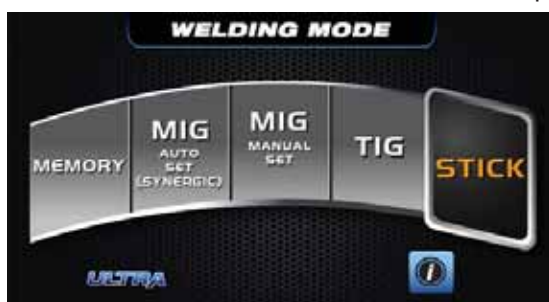 WELDING MODE
MEMORY
MIG
AUTO
SET
(SYNERGIC)
MIG
MANUAL
SET
TIG
STICK
ULTRA
i